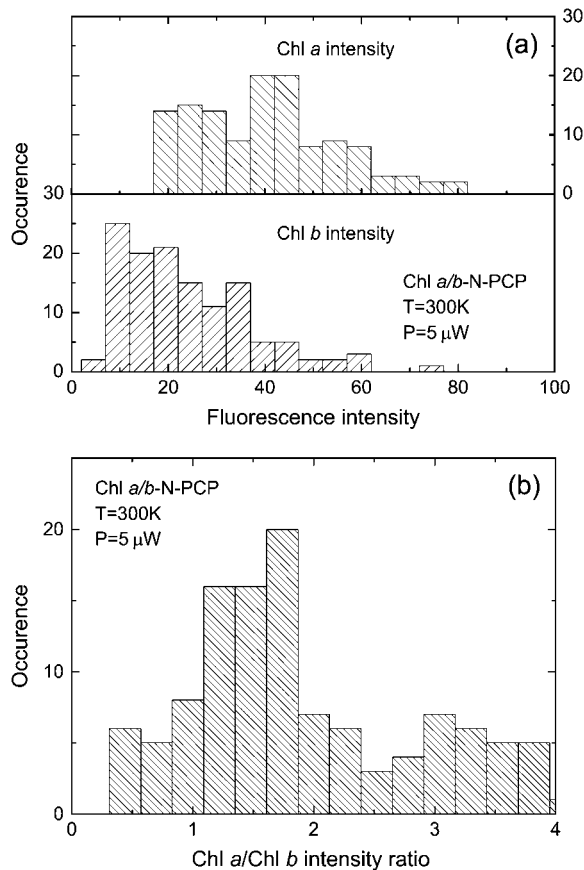 30
(a)
Chl a intensity
20
10
0
Occurence
30
Chl b intensity
20
Chl a/b-N-PCP
T=300K
10
P=5 μW
0
0 20 40 60 80 100
Fluorescence intensity
(b)
Chl a/b-N-PCP
T=300K
P=5 μW
20
Occurence
10
0
0 1 2 3 4
Chl a/Chl b intensity ratio